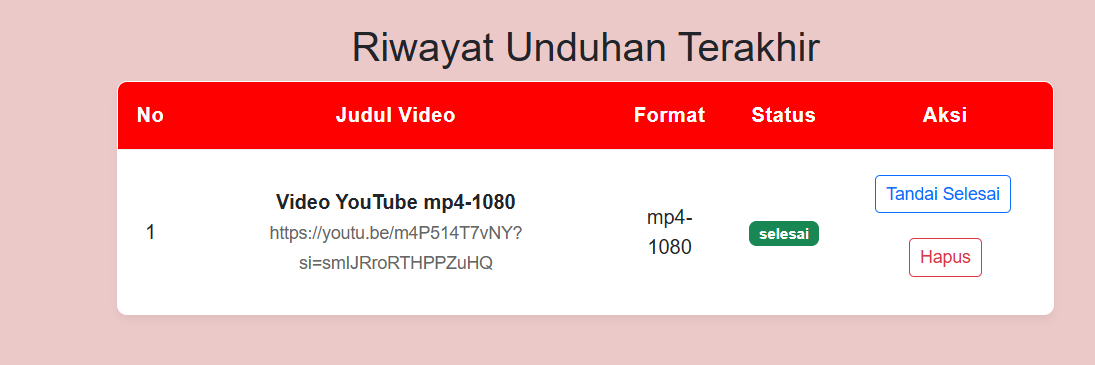 Riwayat Unduhan Terakhir
No Judul Video Format Status Aksi
1
Video YouTube mp4-1080
https://youtu.be/m4P514T7vNY?
si=smlJRroRTHPPZuHQ
mp4-
1080
selesai
Tandai Selesai
Hapus